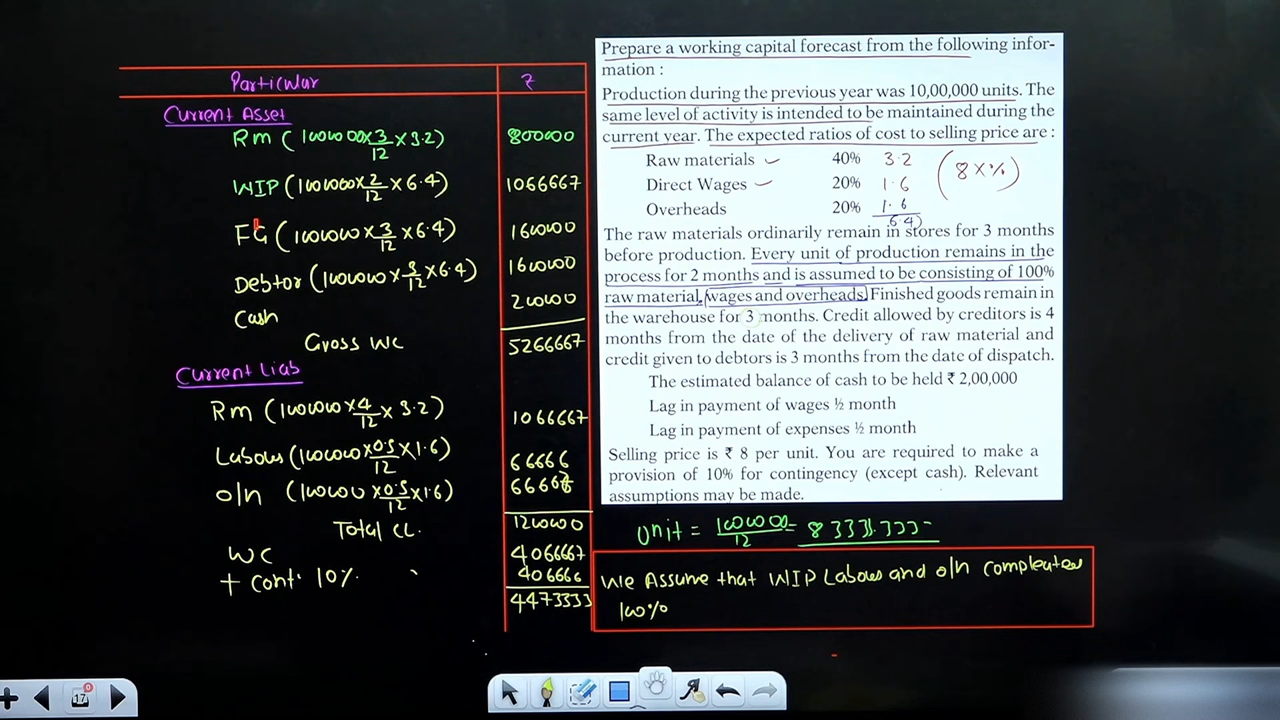 Particular ₹
Current Asset
RM (1000000×3/12×3.2) 800000
WIP (1000000×2/12×6.4) 1066667
FG (1000000×3/12×6.4) 1600000
Debtor (1000000×3/12×6.4) 1600000
Cash 200000
Gross WC 5266667
Current Liab
RM (1000000×4/12×3.2) 1066667
Labour (1000000×0.5/12×1.6) 66666
O/H (1000000×0.5/12×1.6) 66667
Total CL. 1200000
WC 4066667
+ Cont. 10% 406666
4473333
Prepare a working capital forecast from the following infor-
mation :
Production during the previous year was 10,00,000 units. The
same level of activity is intended to be maintained during the
current year. The expected ratios of cost to selling price are :
Raw materials 40% 3.2
Direct Wages 20% 1.6
Overheads 20% 1.6
6.4
(8×%)
The raw materials ordinarily remain in stores for 3 months
before production. Every unit of production remains in the
process for 2 months and is assumed to be consisting of 100%
raw material, wages and overheads. Finished goods remain in
the warehouse for 3 months. Credit allowed by creditors is 4
months from the date of the delivery of raw material and
credit given to debtors is 3 months from the date of dispatch.
The estimated balance of cash to be held ₹ 2,00,000
Lag in payment of wages ½ month
Lag in payment of expenses ½ month
Selling price is ₹ 8 per unit. You are required to make a
provision of 10% for contingency (except cash). Relevant
assumptions may be made.
Unit = 1000000/12 = 83333.333-
We Assume that WIP Labour and O/H Compleated
100%
17
0